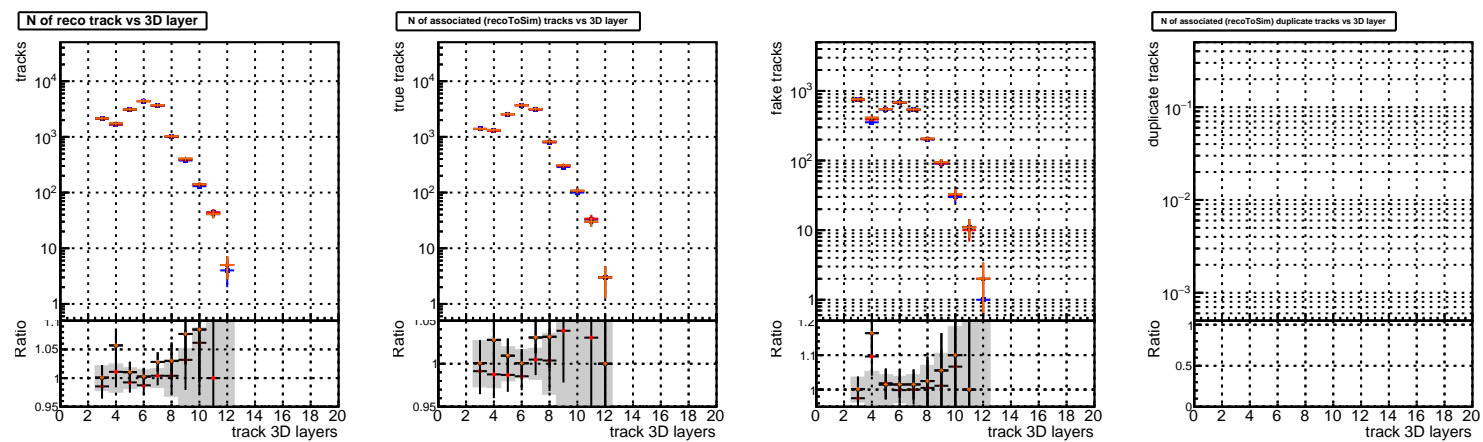 N of reco track vs 3D layer
tracks
10⁴
10³
10²
10
1
Ratio
1.1
1.05
1
0.95
0 2 4 6 8 10 12 14 16 18 20
track 3D layers
N of associated (recoToSim) tracks vs 3D layer
true tracks
10⁴
10³
10²
10
1
Ratio
1.05
1
0.95
0 2 4 6 8 10 12 14 16 18 20
track 3D layers
fake tracks
10³
10²
10
1
Ratio
1.2
1.1
1
0 2 4 6 8 10 12 14 16 18 20
track 3D layers
N of associated (recoToSim) duplicate tracks vs 3D layer
duplicate tracks
10⁻¹
10⁻²
10⁻³
Ratio
1
0.5
0
0 2 4 6 8 10 12 14 16 18 20
track 3D layers